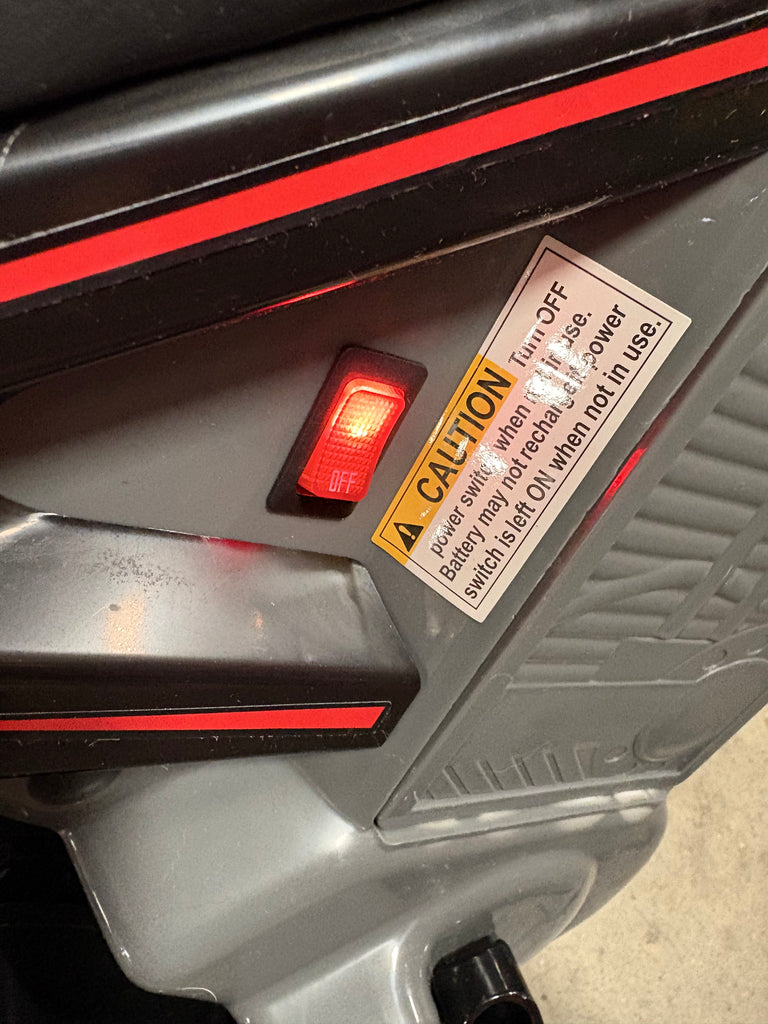 OFF
CAUTION Turn OFF
power switch when in use.
Battery may not recharge if power
switch is left ON when not in use.